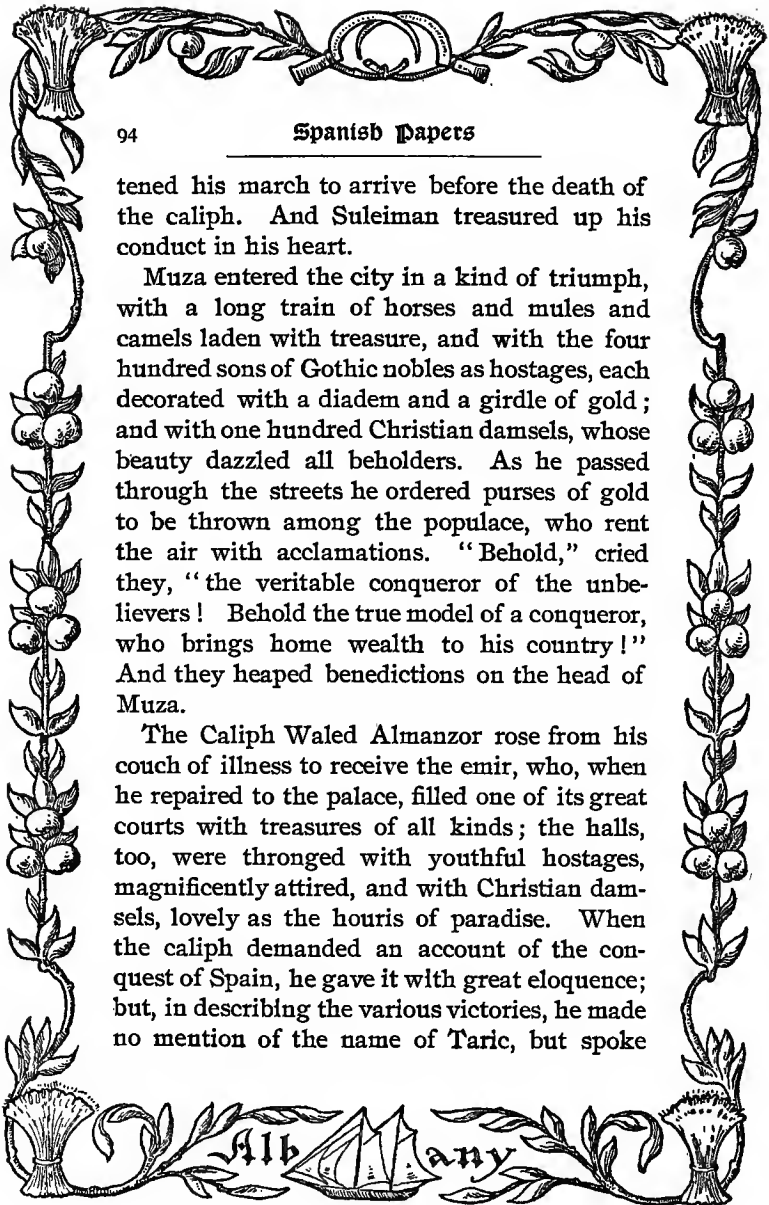 94 Spanish Papers
tened his march to arrive before the death of
the caliph. And Suleiman treasured up his
conduct in his heart.
Muza entered the city in a kind of triumph,
with a long train of horses and mules and
camels laden with treasure, and with the four
hundred sons of Gothic nobles as hostages, each
decorated with a diadem and a girdle of gold;
and with one hundred Christian damsels, whose
beauty dazzled all beholders. As he passed
through the streets he ordered purses of gold
to be thrown among the populace, who rent
the air with acclamations. "Behold," cried
they, "the veritable conqueror of the unbe-
lievers! Behold the true model of a conqueror,
who brings home wealth to his country!"
And they heaped benedictions on the head of
Muza.
The Caliph Waled Almanzor rose from his
couch of illness to receive the emir, who, when
he repaired to the palace, filled one of its great
courts with treasures of all kinds; the halls,
too, were thronged with youthful hostages,
magnificently attired, and with Christian dam-
sels, lovely as the houris of paradise. When
the caliph demanded an account of the con-
quest of Spain, he gave it with great eloquence;
but, in describing the various victories, he made
no mention of the name of Taric, but spoke
Alb any